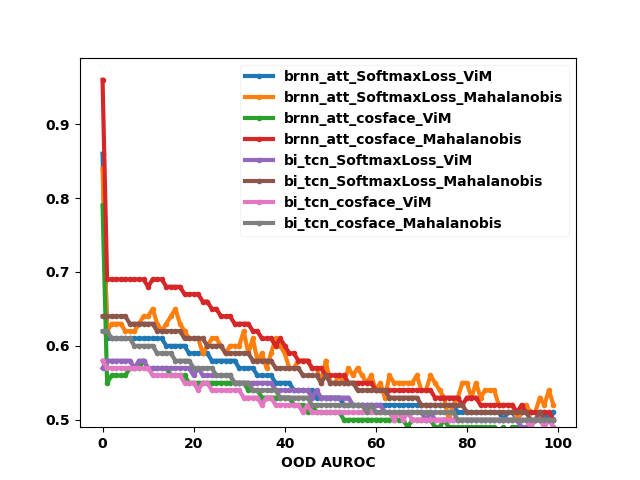 brnn_att_SoftmaxLoss_ViM
brnn_att_SoftmaxLoss_Mahalanobis
brnn_att_cosface_ViM
brnn_att_cosface_Mahalanobis
bi_tcn_SoftmaxLoss_ViM
bi_tcn_SoftmaxLoss_Mahalanobis
bi_tcn_cosface_ViM
bi_tcn_cosface_Mahalanobis
0.9
0.8
0.7
0.6
0.5
0 20 40 60 80 100
OOD AUROC